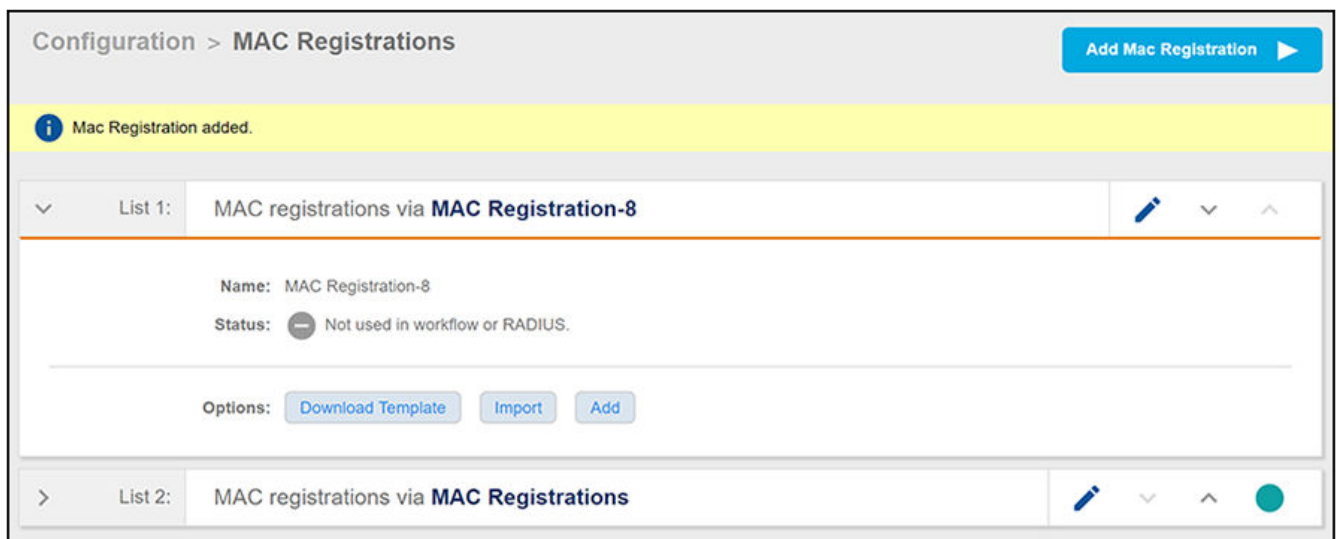 Configuration > MAC Registrations
Add Mac Registration
Mac Registration added.
List 1: MAC registrations via MAC Registration-8
Name: MAC Registration-8
Status: Not used in workflow or RADIUS.
Options: Download Template Import Add
List 2: MAC registrations via MAC Registrations